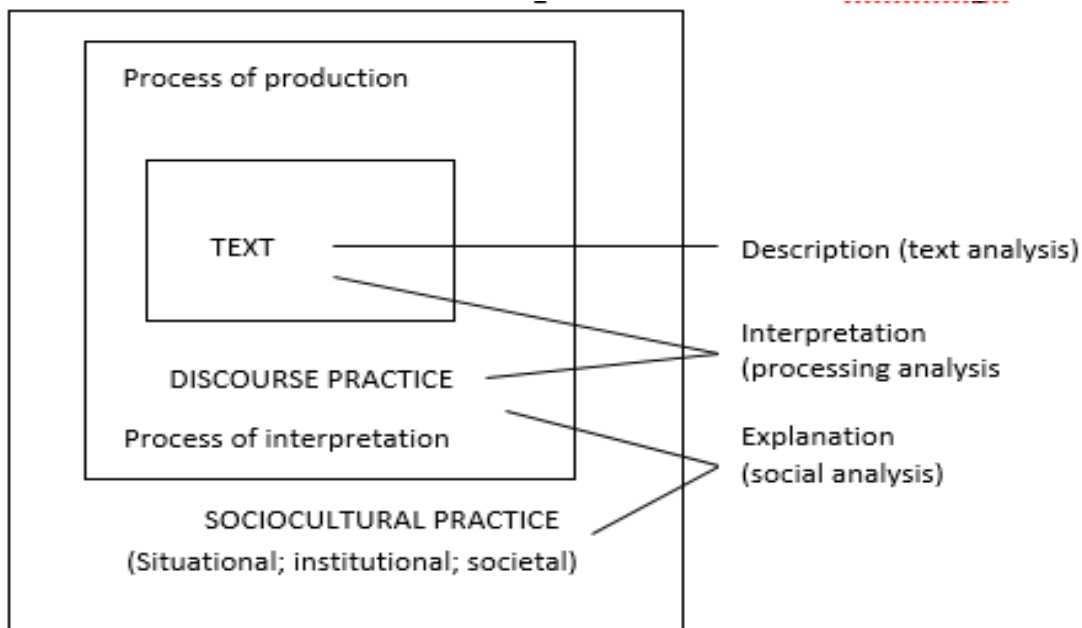 Process of production
TEXT
Description (text analysis)
Interpretation
(processing analysis
DISCOURSE PRACTICE
Process of interpretation
Explanation
(social analysis)
SOCIOCULTURAL PRACTICE
(Situational; institutional; societal)